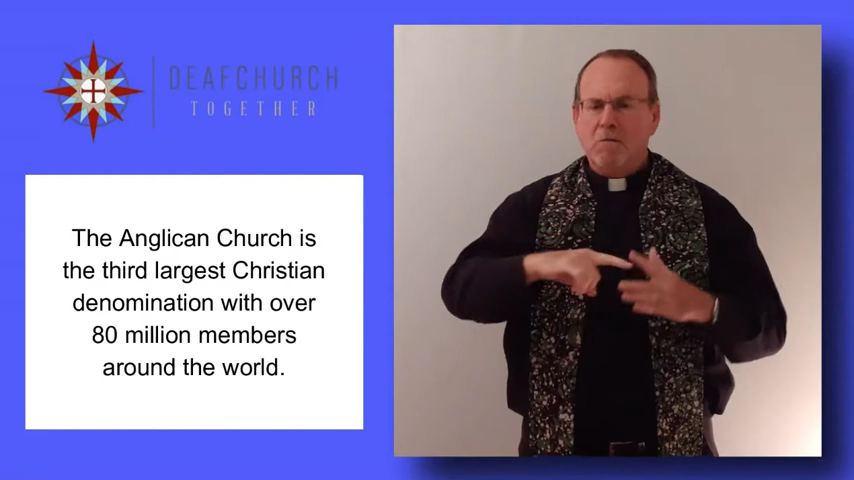 DEAFCHURCH
TOGETHER
The Anglican Church is
the third largest Christian
denomination with over
80 million members
around the world.